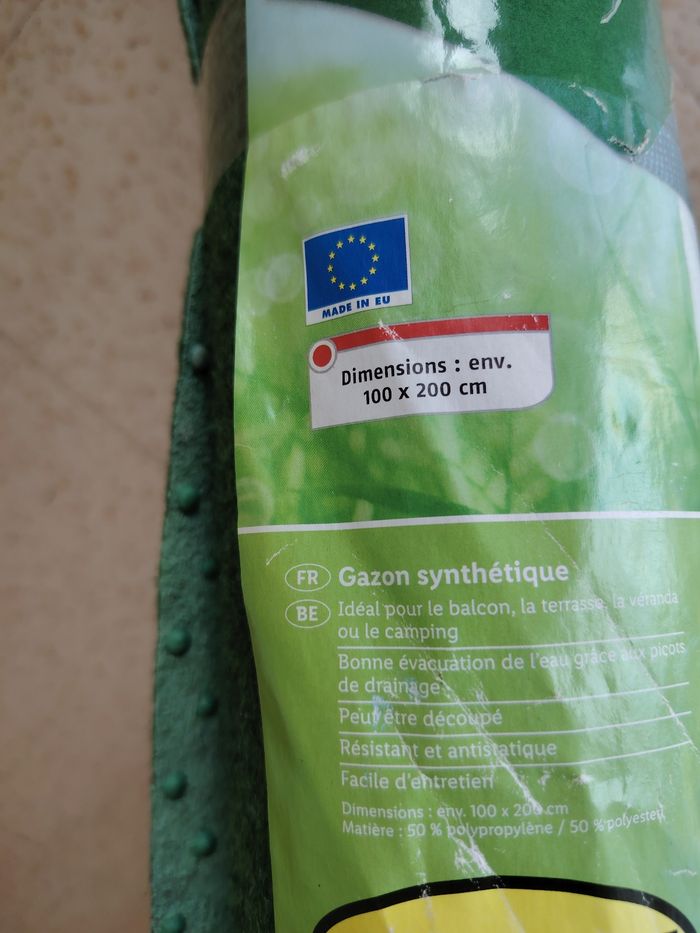 MADE IN EU
Dimensions : env.
100 x 200 cm
FR Gazon synthétique
BE Idéal pour le balcon, la terrasse, la véranda
ou le camping
Bonne évacuation de l'eau grâce aux picots
de drainage
Peut être découpé
Résistant et antistatique
Facile d'entretien
Dimensions : env. 100 x 200 cm
Matière : 50 % polypropylène / 50 % polyester